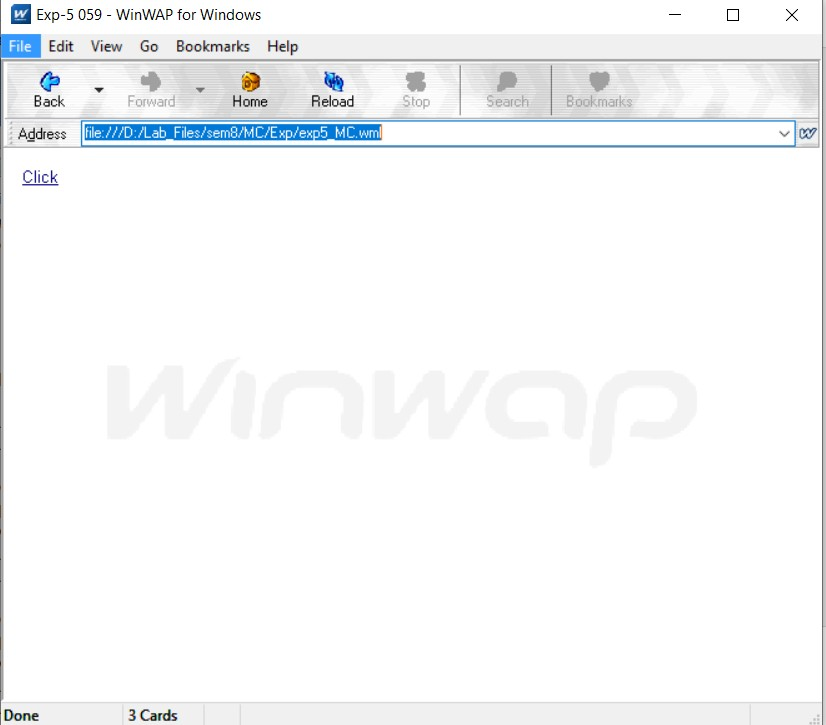 Exp-5 059 - WinWAP for Windows
File Edit View Go Bookmarks Help
Back Forward Home Reload Stop Search Bookmarks
Address file:///D:/Lab_Files/sem8/MC/Exp/exp5_MC.wml
Click
Winwap
Done 3 Cards